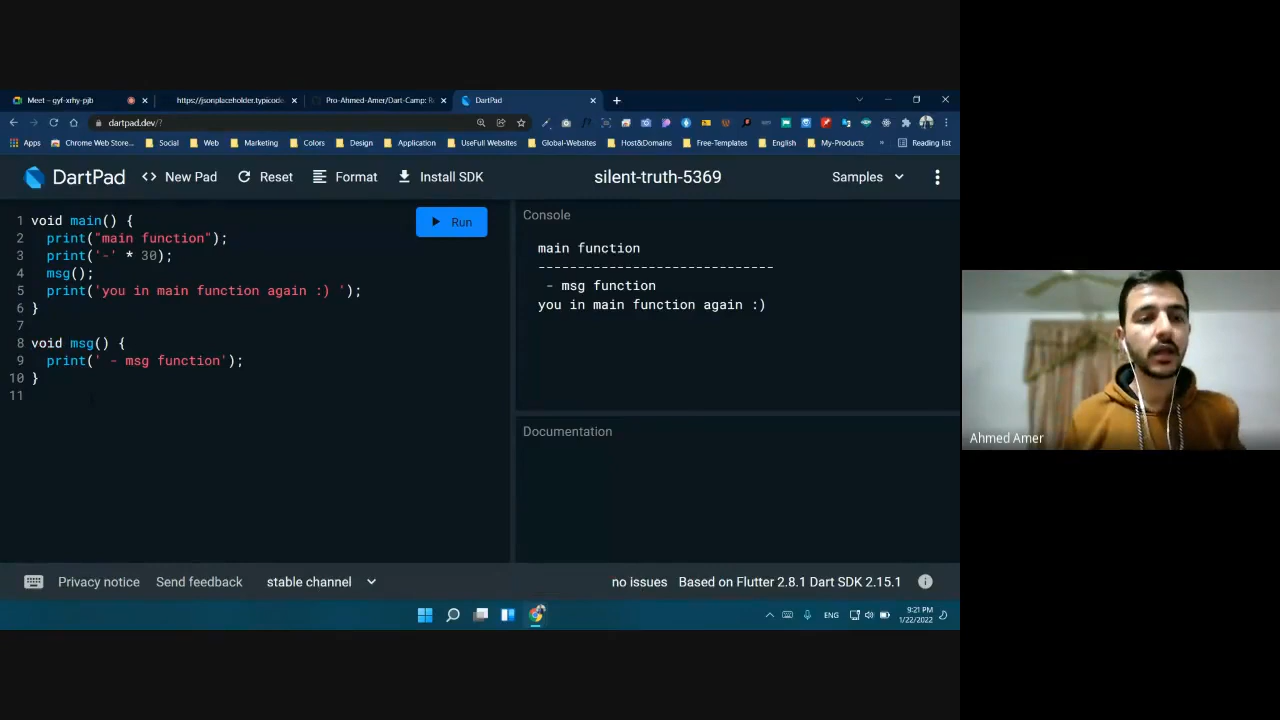 Meet – gyf-xrhy-pjb
https://jsonplaceholder.typicode
Pro-Ahmed-Amer/Dart-Camp: R
DartPad
dartpad.dev/?
Apps
Chrome Web Store...
Social
Web
Marketing
Colors
Design
Application
UseFull Websites
Global-Websites
Host&Domains
Free-Templates
English
My-Products
»
Reading list
DartPad
<> New Pad
Reset
Format
Install SDK
silent-truth-5369
Samples
1 void main() {
2 print("main function");
3 print('-' * 30);
4 msg();
5 print('you in main function again :) ');
6 }
7
8 void msg() {
9 print(' - msg function');
10 }
11
Run
Console
main function
------------------------------
- msg function
you in main function again :)
Documentation
Ahmed Amer
Privacy notice
Send feedback
stable channel
no issues
Based on Flutter 2.8.1 Dart SDK 2.15.1
ENG
9:21 PM
1/22/2022